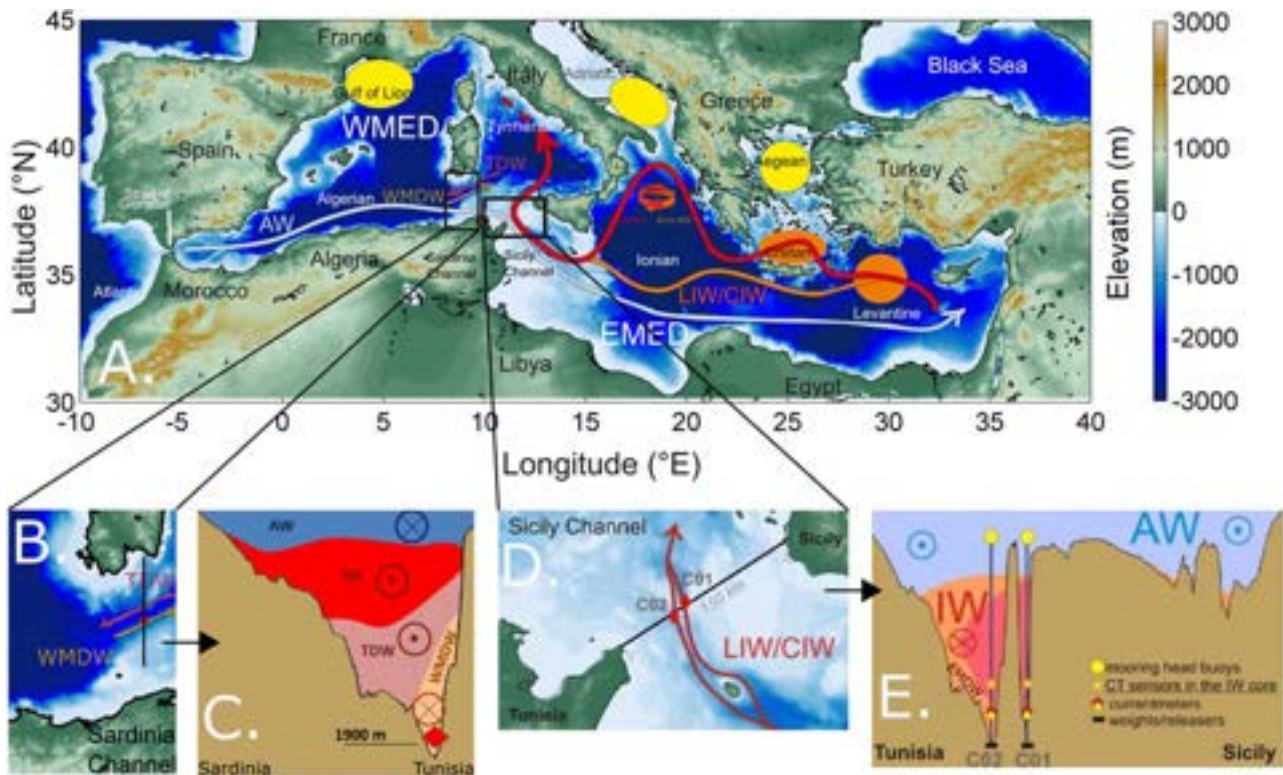 45
40
35
30
Latitude (°N)
-10
-5
0
5
10
15
20
25
30
35
40
Longitude (°E)
3000
2000
1000
0
-1000
-2000
-3000
Elevation (m)
France
Italy
Adriatic
Black Sea
Gulf of Lion
Greece
WMED
Spain
Aegean
Turkey
TDW
Algerian
WMDW
AW
Algeria
Sicily
Channel
Ionian
Morocco
LIW/CIW
Levantine
EMED
A.
Libya
Egypt
B.
WMDW
Sardinia
Channel
AW
TDW
WMDW
C.
1900 m
Sardinia
Tunisia
Sicily Channel
Sicily
D.
C01
C02
LIW/CIW
Tunisia
AW
IW
EMDW
E.
mooring head buoys
CT sensors in the IW core
currentmeters
weights/releasers
Tunisia
C02
C01
Sicily